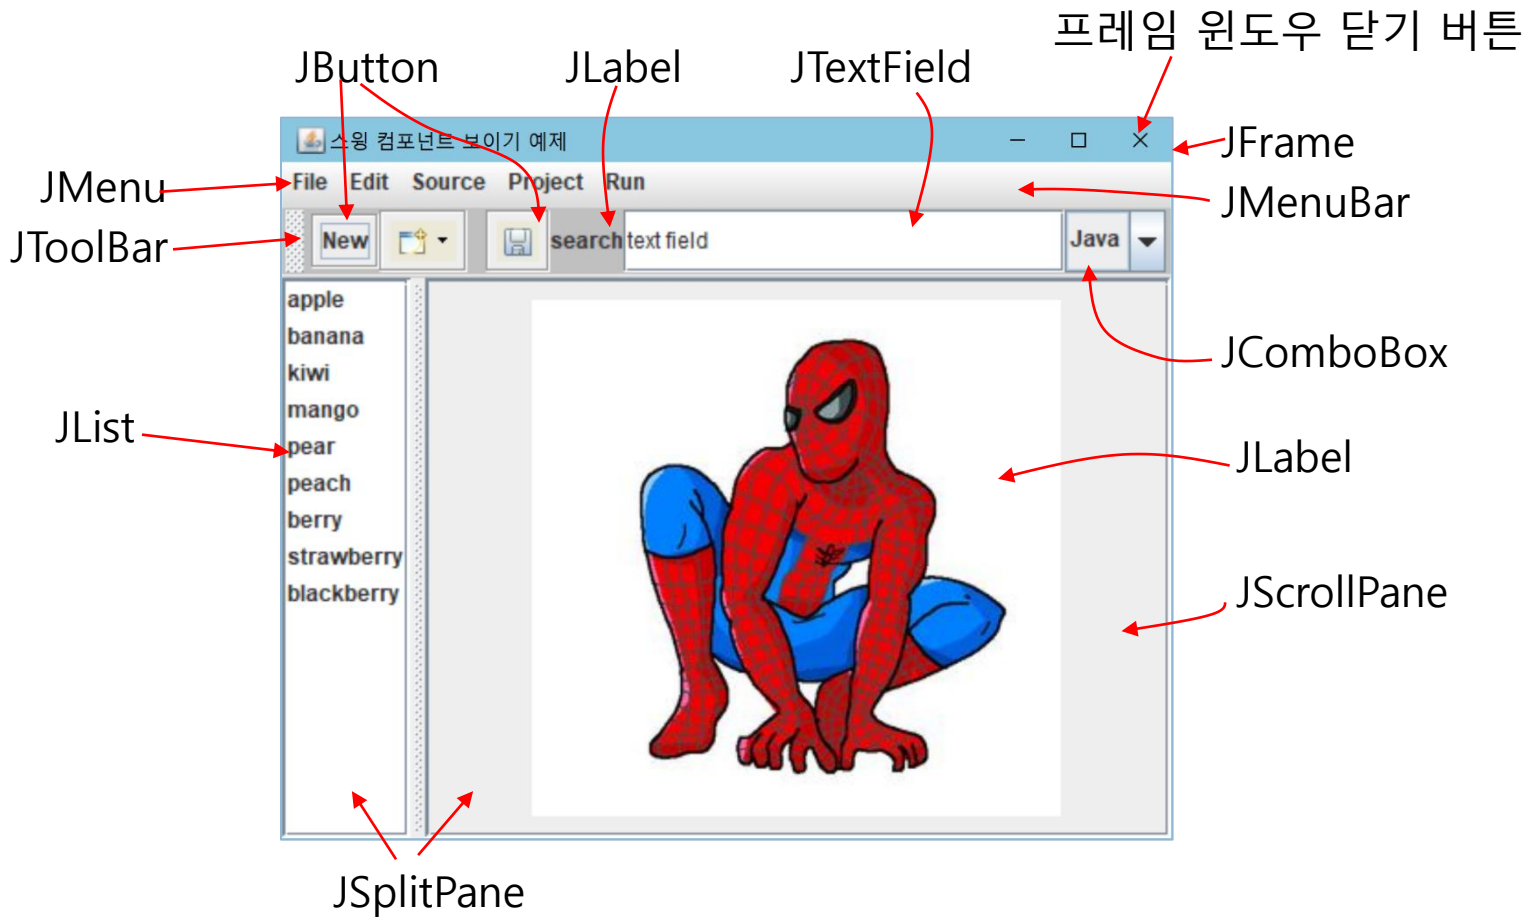 프레임 윈도우 닫기 버튼
JButton
JLabel
JTextField
스윙 컴포넌트 보이기 예제
JFrame
JMenu
File Edit Source Project Run
JMenuBar
JToolBar
New
search
text field
Java
apple
banana
kiwi
JComboBox
mango
JList
pear
JLabel
peach
berry
strawberry
blackberry
JScrollPane
JSplitPane